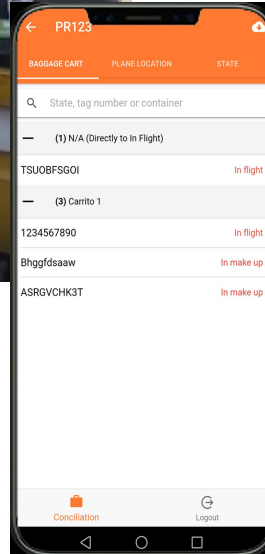 PR123
BAGGAGE CART PLANE LOCATION STATE
State, tag number or container
(1) N/A (Directly to In Flight)
TSUOBFSGOI In flight
(3) Carrito 1
1234567890 In flight
Bhggfdsaaw In make up
ASRGVCHK3T In make up
Conciliation Logout